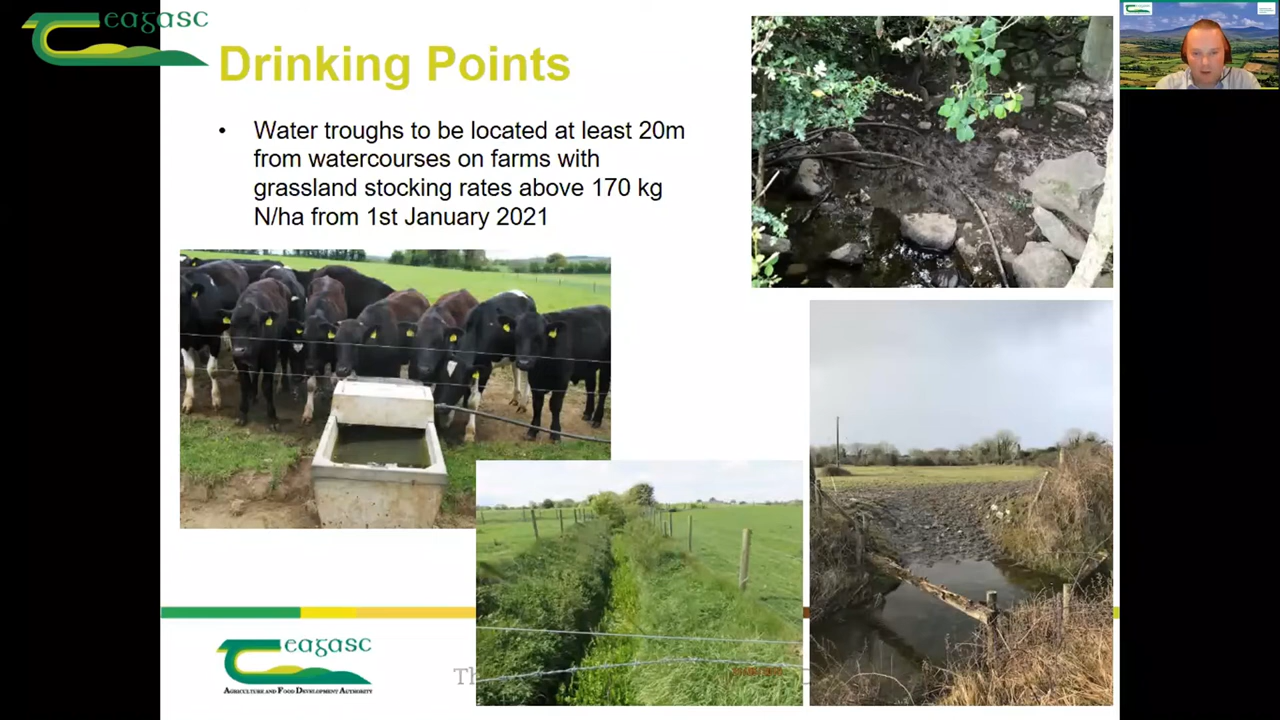 Teagasc
Drinking Points
• Water troughs to be located at least 20m
from watercourses on farms with
grassland stocking rates above 170 kg
N/ha from 1st January 2021
Teagasc
AGRICULTURE AND FOOD DEVELOPMENT AUTHORITY